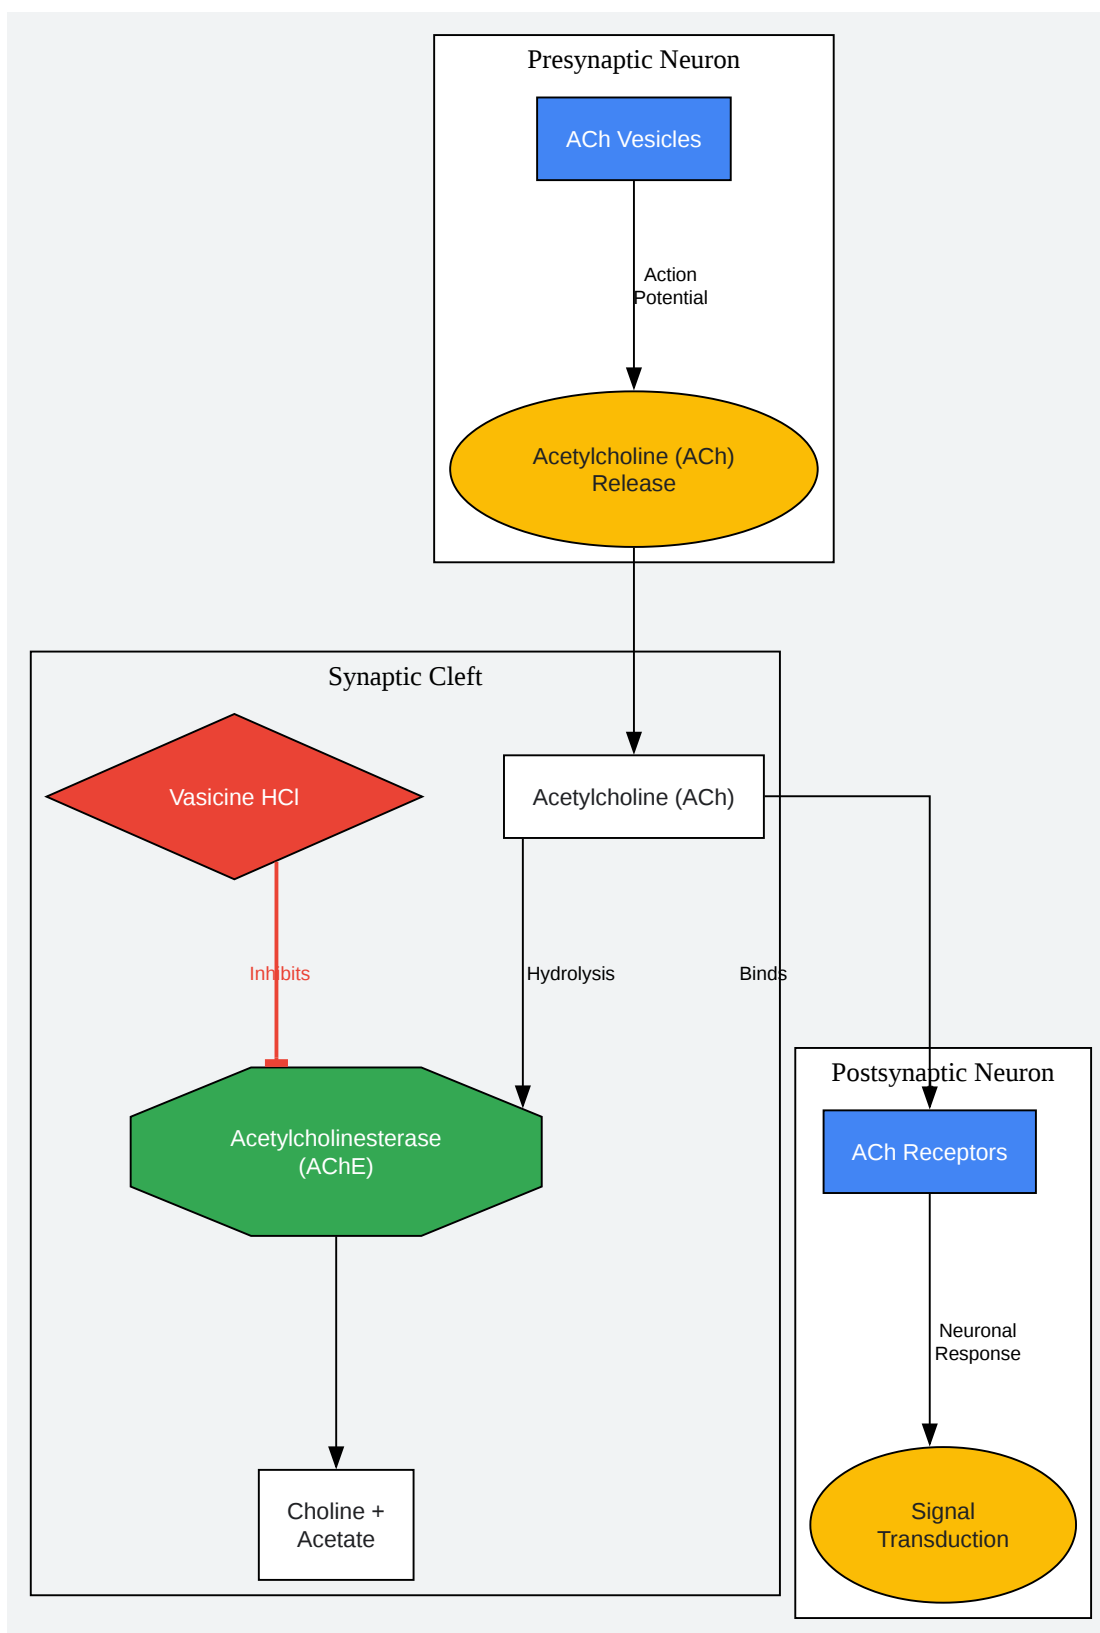 Presynaptic Neuron
ACh Vesicles
Action
Potential
Acetylcholine (ACh)
Release
Synaptic Cleft
Vasicine HCl
Acetylcholine (ACh)
Inhibits
Hydrolysis
Binds
Postsynaptic Neuron
Acetylcholinesterase
(AChE)
ACh Receptors
Neuronal
Response
Choline +
Acetate
Signal
Transduction